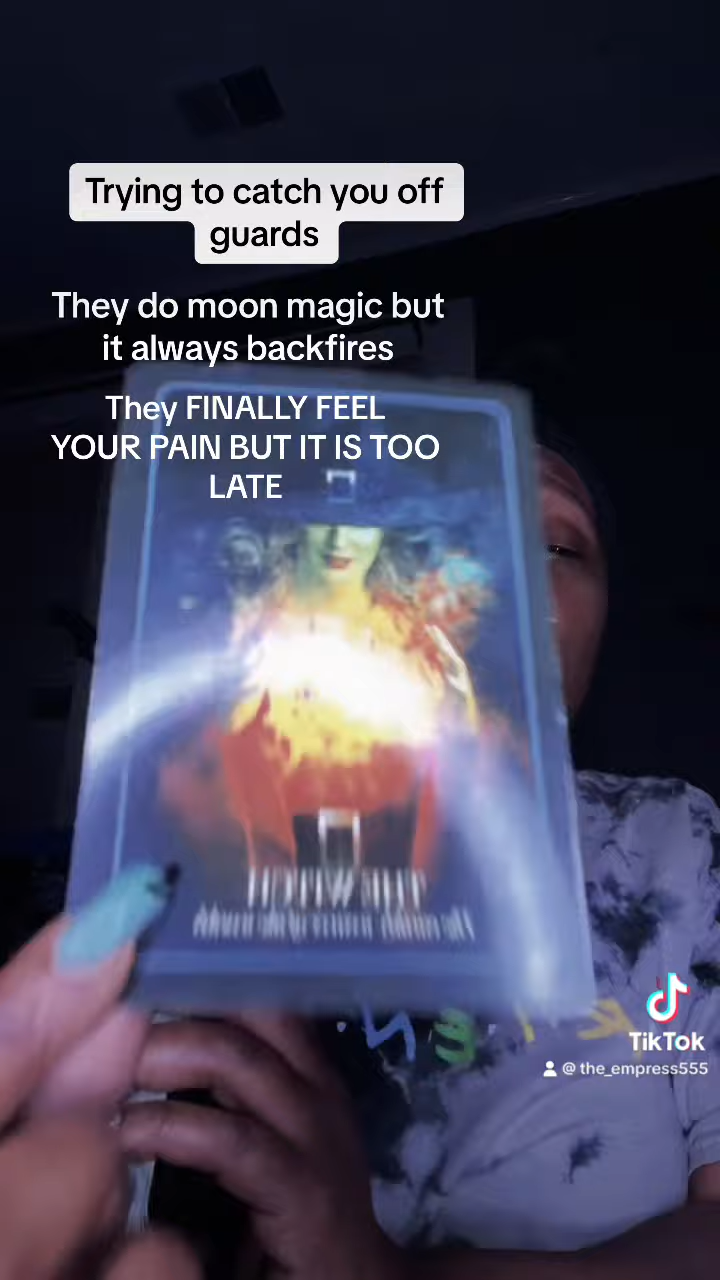 Trying to catch you off
guards
They do moon magic but
it always backfires
They FINALLY FEEL
YOUR PAIN BUT IT IS TOO
LATE
TikTok
@the_empress555